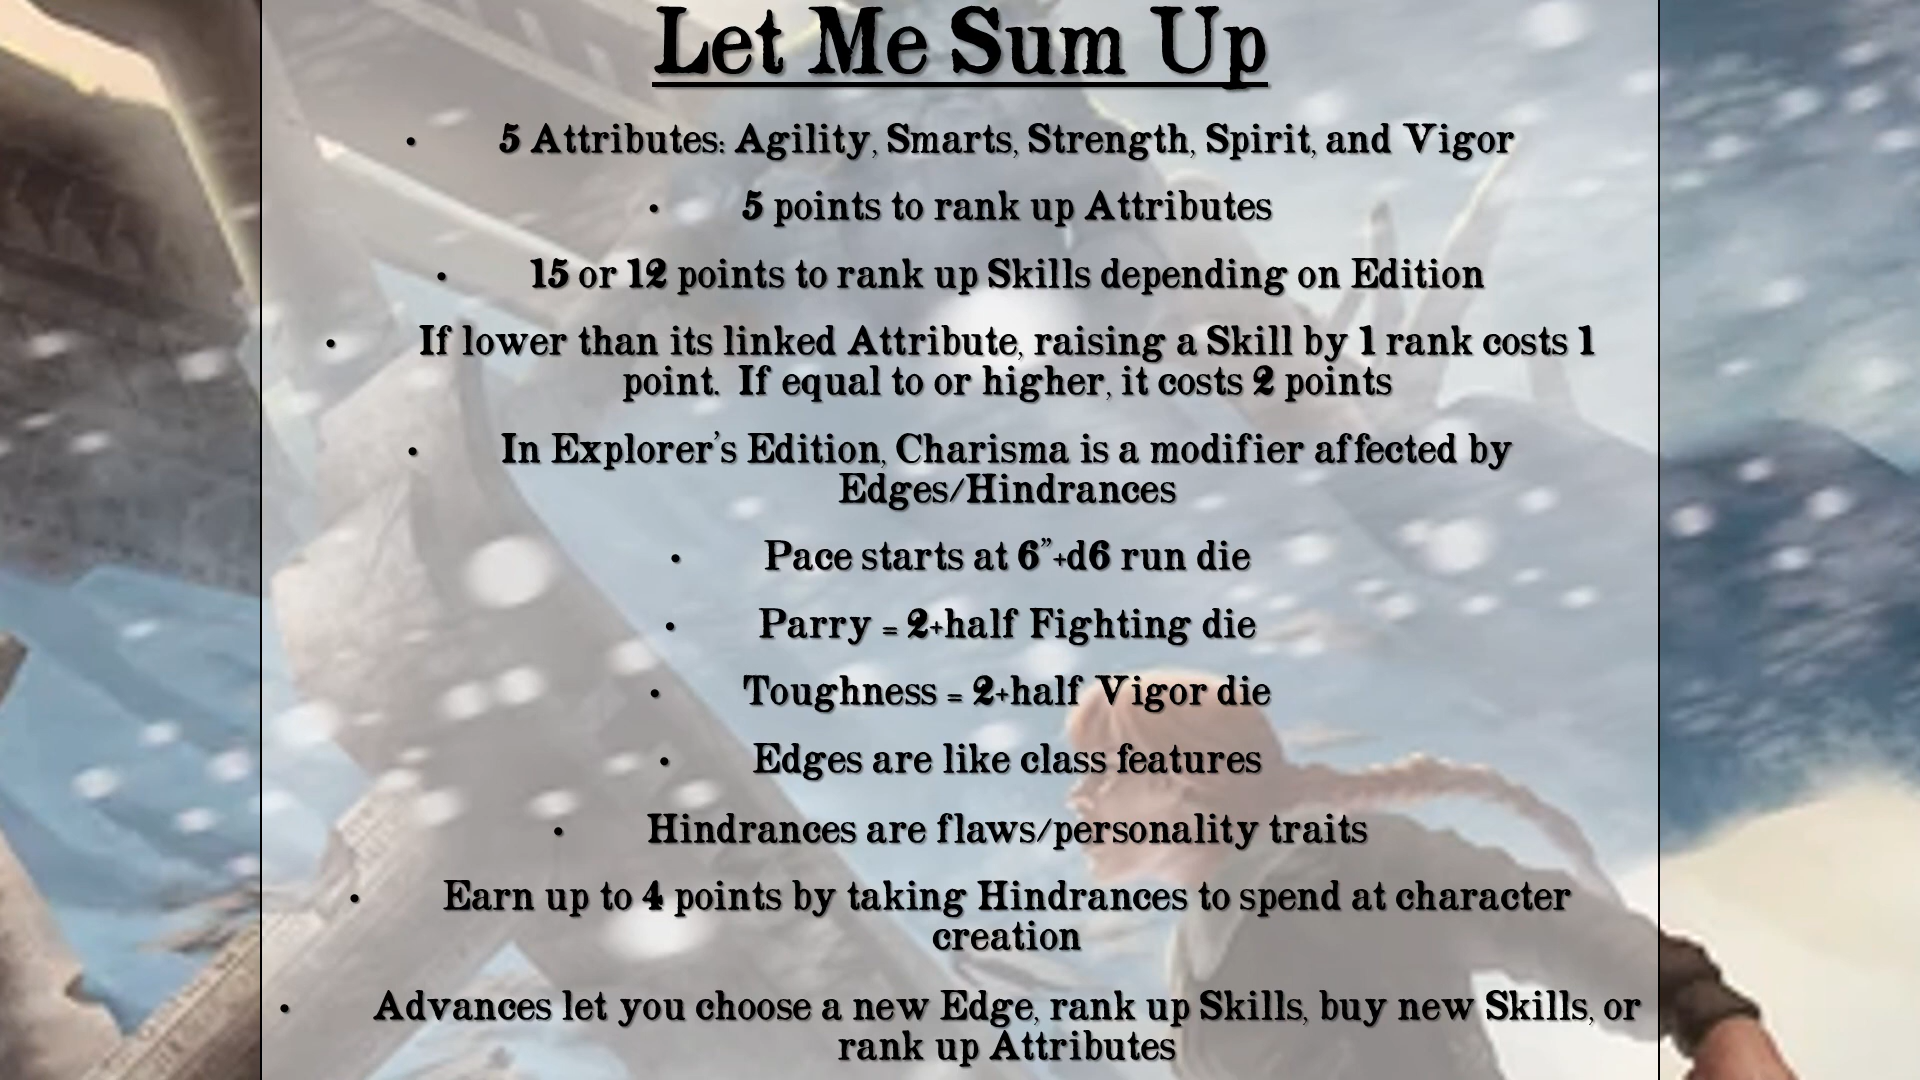 Let Me Sum Up
• 5 Attributes: Agility, Smarts, Strength, Spirit, and Vigor
• 5 points to rank up Attributes
• 15 or 12 points to rank up Skills depending on Edition
• If lower than its linked Attribute, raising a Skill by 1 rank costs 1
point.  If equal to or higher, it costs 2 points
• In Explorer's Edition, Charisma is a modifier affected by
Edges/Hindrances
• Pace starts at 6”+d6 run die
• Parry = 2+half Fighting die
• Toughness = 2+half Vigor die
• Edges are like class features
• Hindrances are flaws/personality traits
• Earn up to 4 points by taking Hindrances to spend at character
creation
• Advances let you choose a new Edge, rank up Skills, buy new Skills, or
rank up Attributes